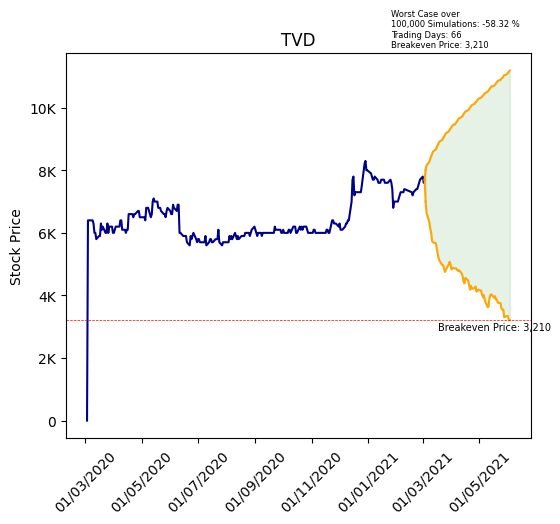 Worst Case over
100,000 Simulations: -58.32 %
Trading Days: 66
Breakeven Price: 3,210
TVD
Stock Price
10K
8K
6K
4K
2K
0
Breakeven Price: 3,210
01/03/2020
01/05/2020
01/07/2020
01/09/2020
01/11/2020
01/01/2021
01/03/2021
01/05/2021